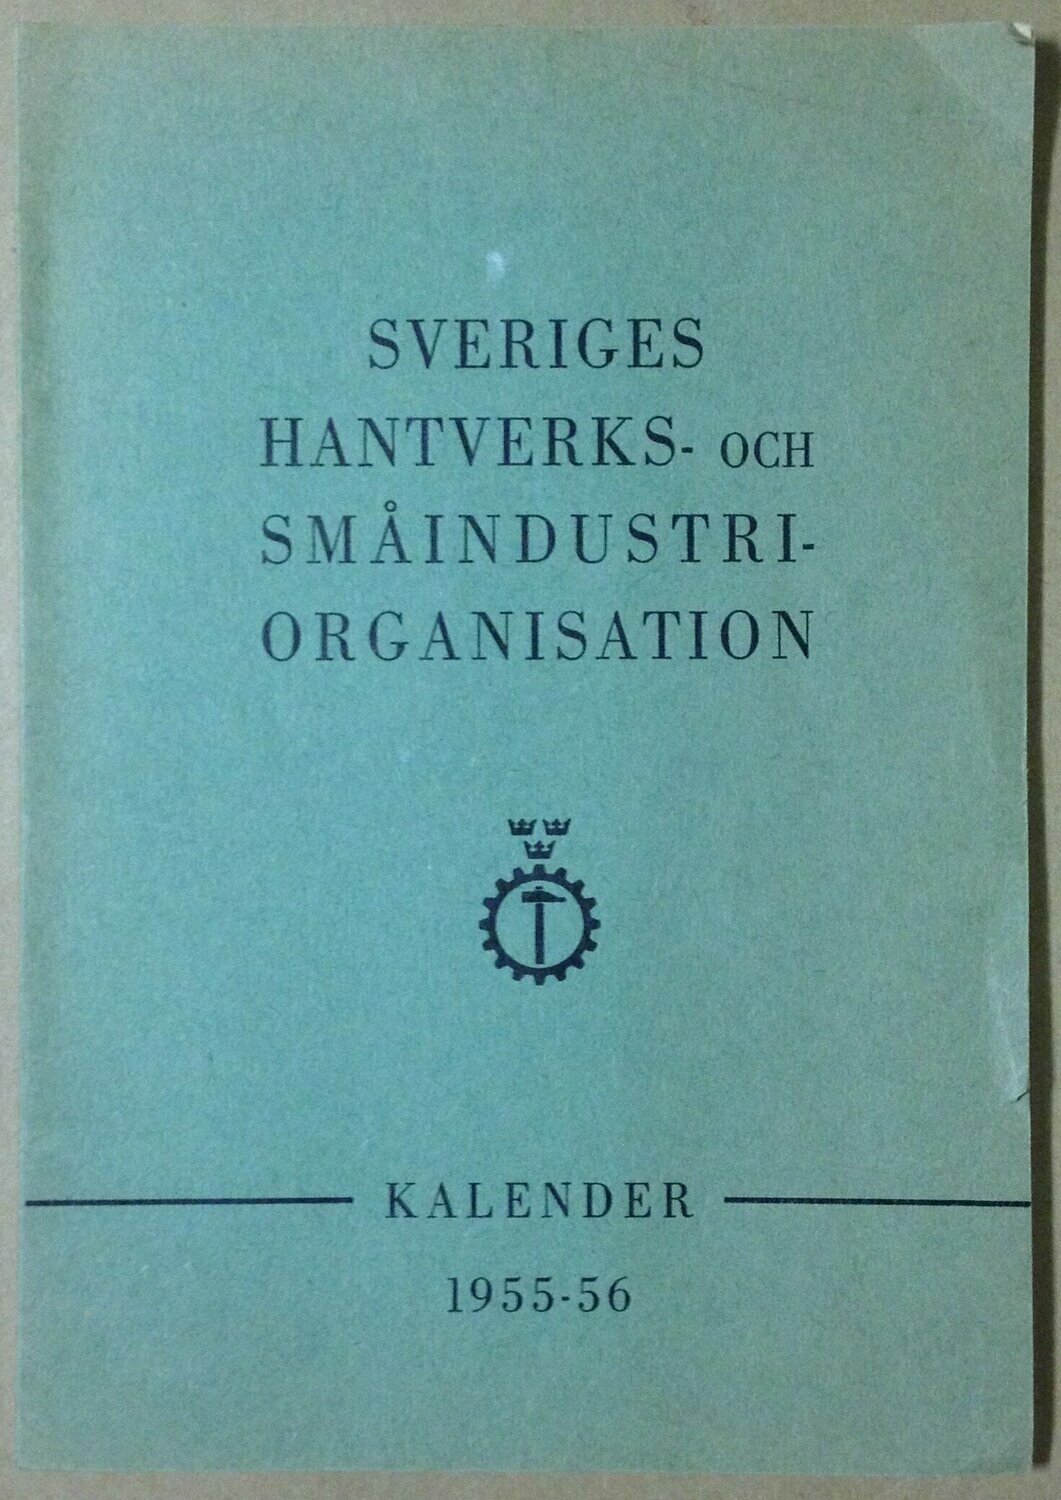 SVERIGES
HANTVERKS- OCH
SMÅINDUSTRI-
ORGANISATION
KALENDER
1955-56